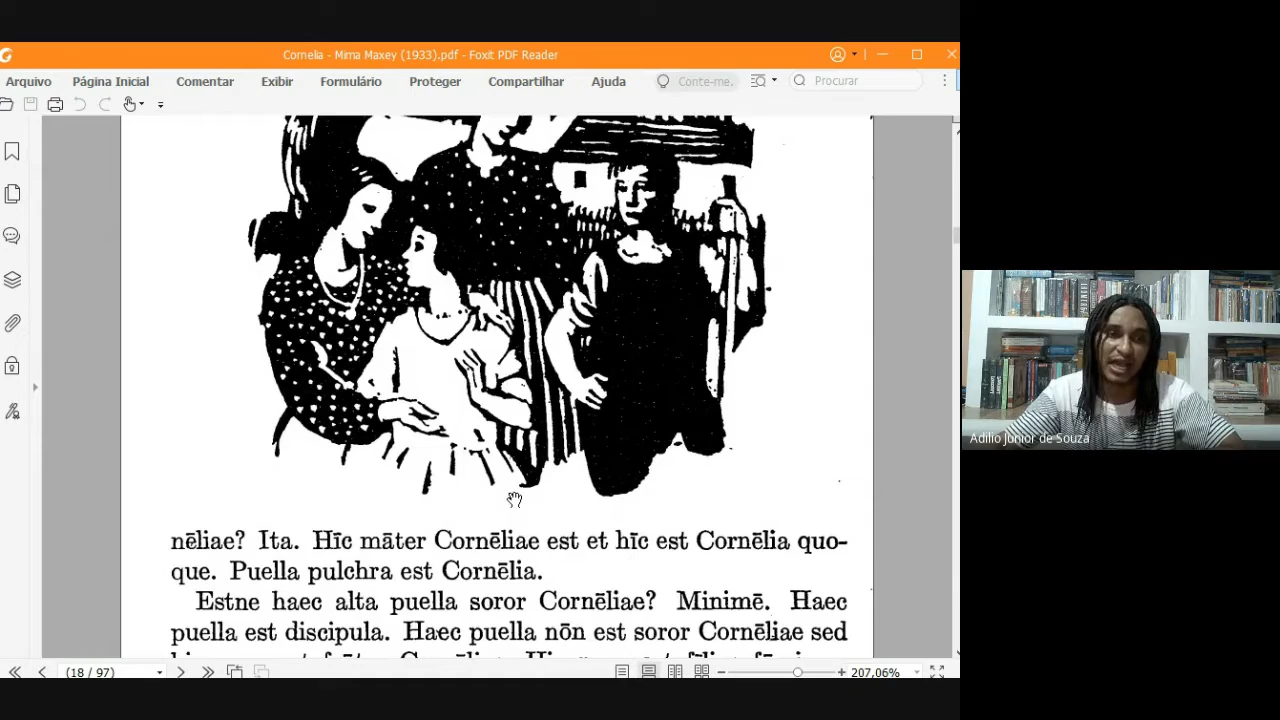 Cornelia - Mima Maxey (1933).pdf - Foxit PDF Reader
Arquivo Página Inicial Comentar Exibir Formulário Proteger Compartilhar Ajuda Conte-me. Procurar
nēliae? Ita. Hīc māter Cornēliae est et hīc est Cornēlia quo-
que. Puella pulchra est Cornēlia.
Estne haec alta puella soror Cornēliae? Minimē. Haec
puella est discipula. Haec puella nōn est soror Cornēliae sed
Adilio Junior de Souza
(18 / 97) 207,06%